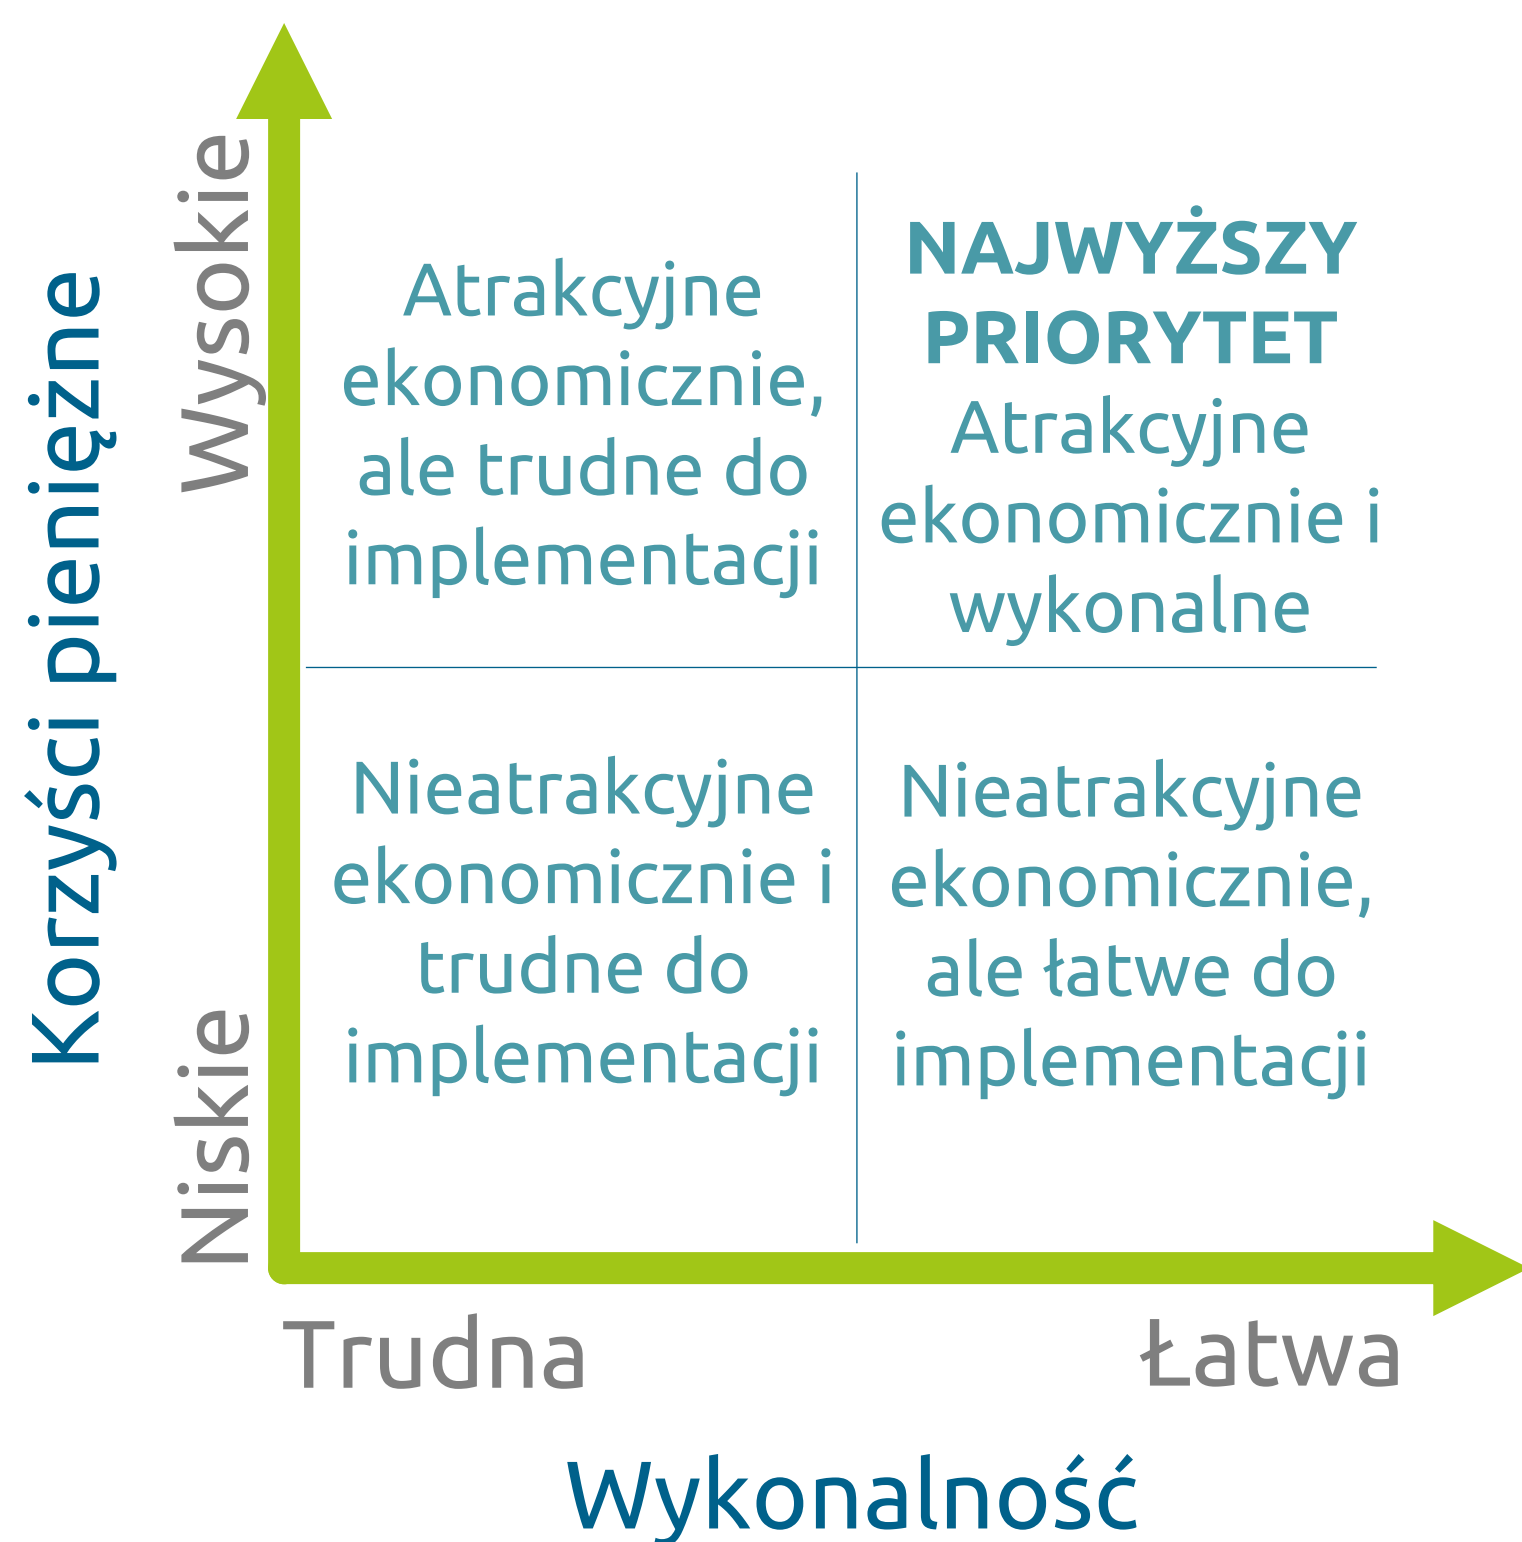 Korzyści pieniężne
Wysokie
Niskie
Atrakcyjne
ekonomicznie,
ale trudne do
implementacji
NAJWYŻSZY
PRIORYTET
Atrakcyjne
ekonomicznie i
wykonalne
Nieatrakcyjne
ekonomicznie i
trudne do
implementacji
Nieatrakcyjne
ekonomicznie,
ale łatwe do
implementacji
Trudna
Łatwa
Wykonalność